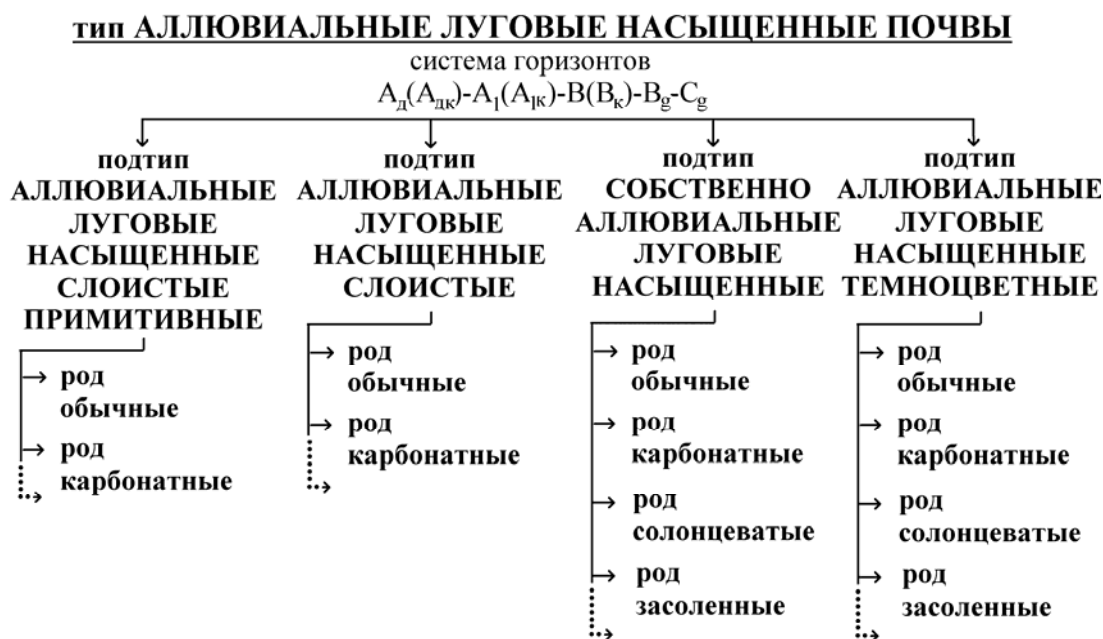 тип АЛЛЮВИАЛЬНЫЕ ЛУГОВЫЕ НАСЫЩЕННЫЕ ПОЧВЫ
система горизонтов
Aд(Aдк)-A1(A1к)-B(Bк)-Bg-Cg
подтип
АЛЛЮВИАЛЬНЫЕ
ЛУГОВЫЕ
НАСЫЩЕННЫЕ
СЛОИСТЫЕ
ПРИМИТИВНЫЕ
род
обычные
род
карбонатные
подтип
АЛЛЮВИАЛЬНЫЕ
ЛУГОВЫЕ
НАСЫЩЕННЫЕ
СЛОИСТЫЕ
род
обычные
род
карбонатные
подтип
СОБСТВЕННО
АЛЛЮВИАЛЬНЫЕ
ЛУГОВЫЕ
НАСЫЩЕННЫЕ
род
обычные
род
карбонатные
род
солонцеватые
род
засоленные
подтип
АЛЛЮВИАЛЬНЫЕ
ЛУГОВЫЕ
НАСЫЩЕННЫЕ
ТЕМНОЦВЕТНЫЕ
род
обычные
род
карбонатные
род
солонцеватые
род
засоленные